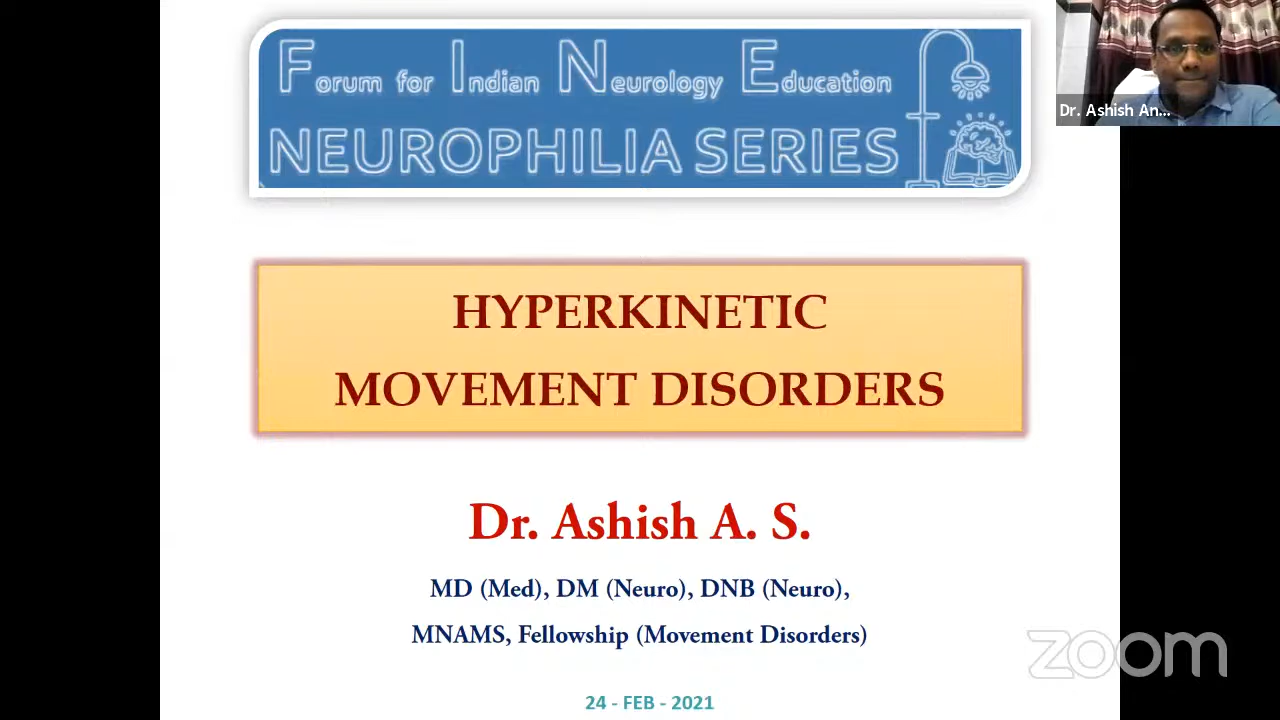 Forum for Indian Neurology Education
NEUROPHILIA SERIES
Dr. Ashish An...
HYPERKINETIC
MOVEMENT DISORDERS
Dr. Ashish A. S.
MD (Med), DM (Neuro), DNB (Neuro),
MNAMS, Fellowship (Movement Disorders)
zoom
24 - FEB - 2021